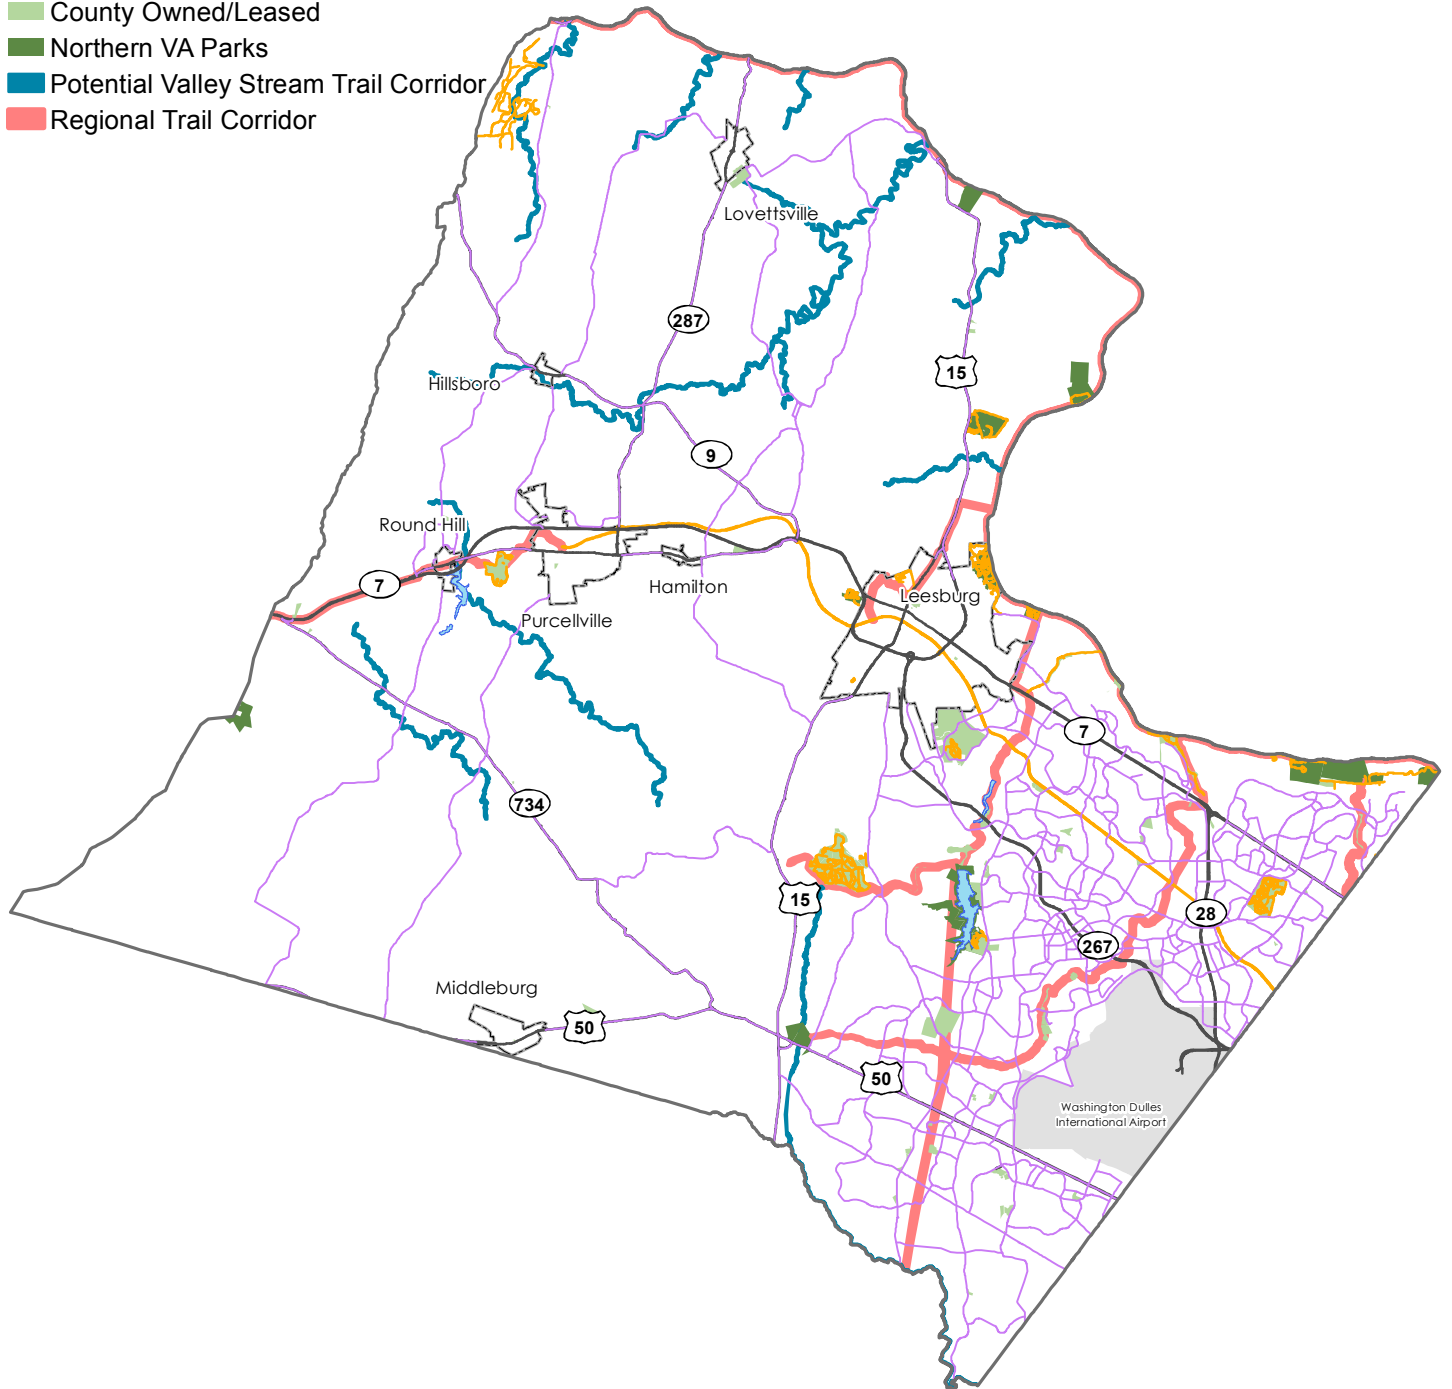 County Owned/Leased
Northern VA Parks
Potential Valley Stream Trail Corridor
Regional Trail Corridor
Lovettsville
287
15
Hillsboro
9
Round Hill
7
Hamilton
Leesburg
Purcellville
7
734
15
28
267
Middleburg
50
50
Washington Dulles
International Airport